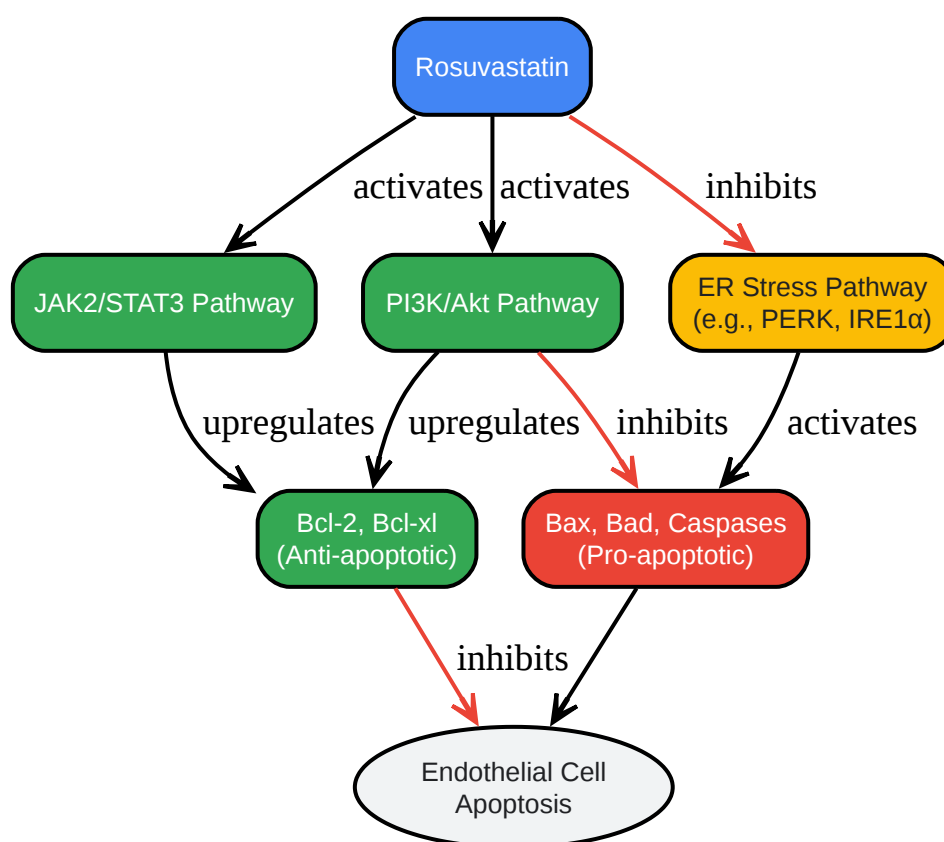 Rosuvastatin
activates
activates
inhibits
JAK2/STAT3 Pathway
PI3K/Akt Pathway
ER Stress Pathway
(e.g., PERK, IRE1α)
upregulates
upregulates
inhibits
activates
Bcl-2, Bcl-xl
(Anti-apoptotic)
Bax, Bad, Caspases
(Pro-apoptotic)
inhibits
Endothelial Cell
Apoptosis